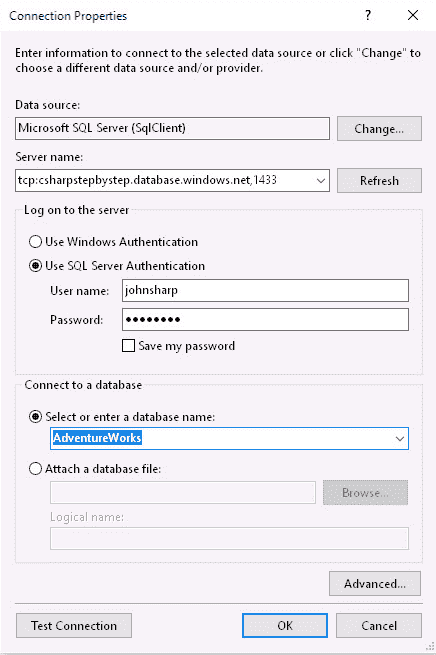 Connection Properties
?
Enter information to connect to the selected data source or click "Change" to
choose a different data source and/or provider.
Data source:
Microsoft SQL Server (SqlClient)
Change...
Server name:
tcp:csharpstepbystep.database.windows.net,1433
Refresh
Log on to the server
Use Windows Authentication
Use SQL Server Authentication
User name:
johnsharp
Password:
●●●●●●●●
Save my password
Connect to a database
Select or enter a database name:
AdventureWorks
Attach a database file:
Browse...
Logical name:
Advanced...
Test Connection
OK
Cancel